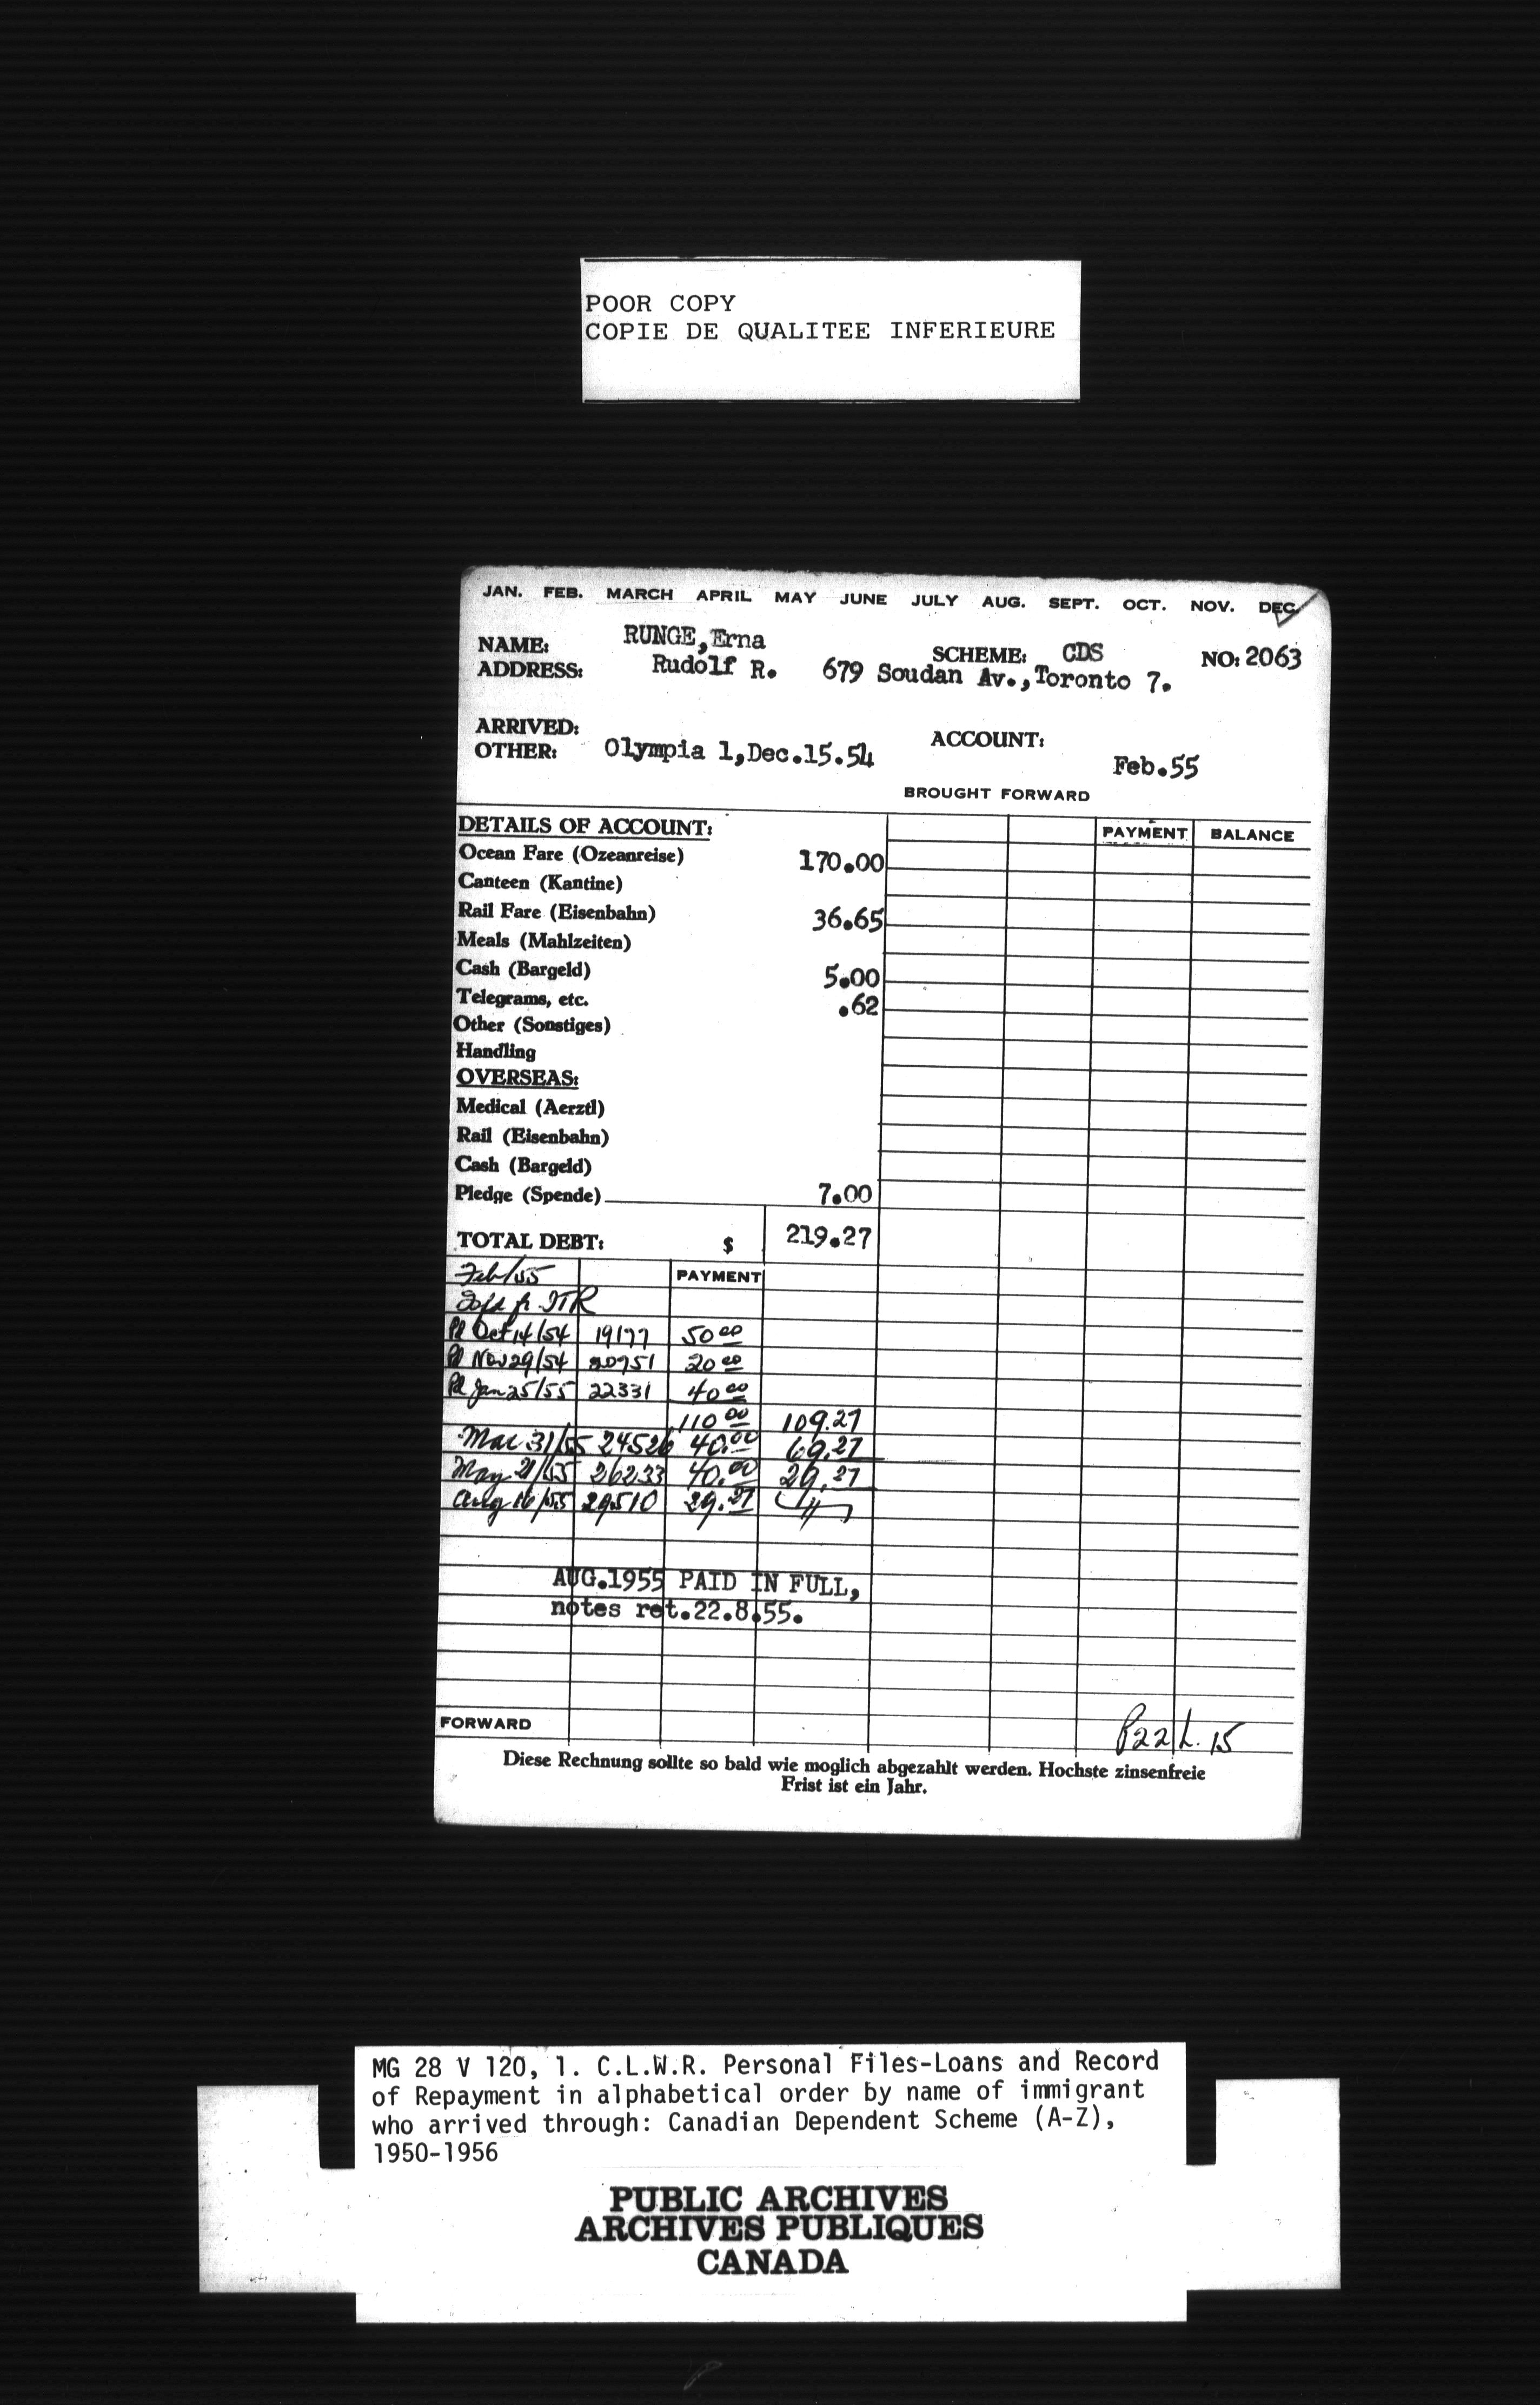 POOR COPY
COPIE DE QUALITEE INFERIEURE
JAN. FEB. MARCH APRIL MAY JUNE JULY AUG. SEPT. OCT. NOV. DEC.
NAME: RUNGE, Erna SCHEME: CDS NO: 2063
ADDRESS: Rudolf R. 679 Soudan Av., Toronto 7.
ARRIVED:
OTHER: Olympia 1, Dec.15.54 ACCOUNT: Feb.55
BROUGHT FORWARD
DETAILS OF ACCOUNT: PAYMENT BALANCE
Ocean Fare (Ozeanreise) 170.00
Canteen (Kantine)
Rail Fare (Eisenbahn) 36.65
Meals (Mahlzeiten)
Cash (Bargeld) 5.00
Telegrams, etc. .62
Other (Sonstiges)
Handling
OVERSEAS:
Medical (Aerztl)
Rail (Eisenbahn)
Cash (Bargeld)
Pledge (Spende) 7.00
TOTAL DEBT: $ 219.27
Feb/55 PAYMENT
Pd Oct 14/54 19177 50 00
Pd Nov 29/54 20951 20 00
Pd Jan 25/55 22331 40 00
110 00 109.27
Mar 31/55 24526 40.00 69.27
May 21/55 26233 40.00 29.27
Aug 16/55 29510 29.27
AUG.1955 PAID IN FULL,
notes ret.22.8.55.
FORWARD P22 L. 15
Diese Rechnung sollte so bald wie moglich abgezahlt werden. Hochste zinsenfreie
Frist ist ein Jahr.
MG 28 V 120, 1. C.L.W.R. Personal Files-Loans and Record
of Repayment in alphabetical order by name of immigrant
who arrived through: Canadian Dependent Scheme (A-Z),
1950-1956
PUBLIC ARCHIVES
ARCHIVES PUBLIQUES
CANADA